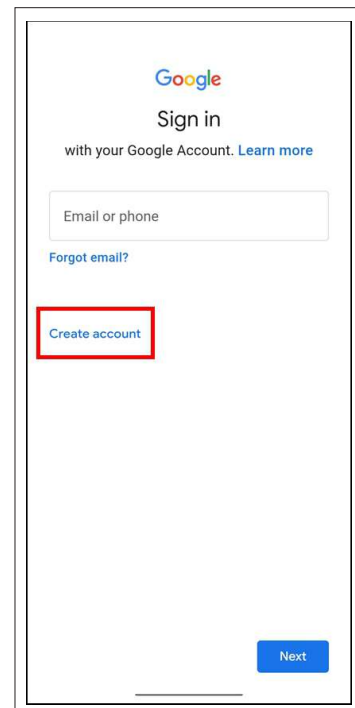 Google
Sign in
with your Google Account. Learn more
Email or phone
Forgot email?
Create account
Next